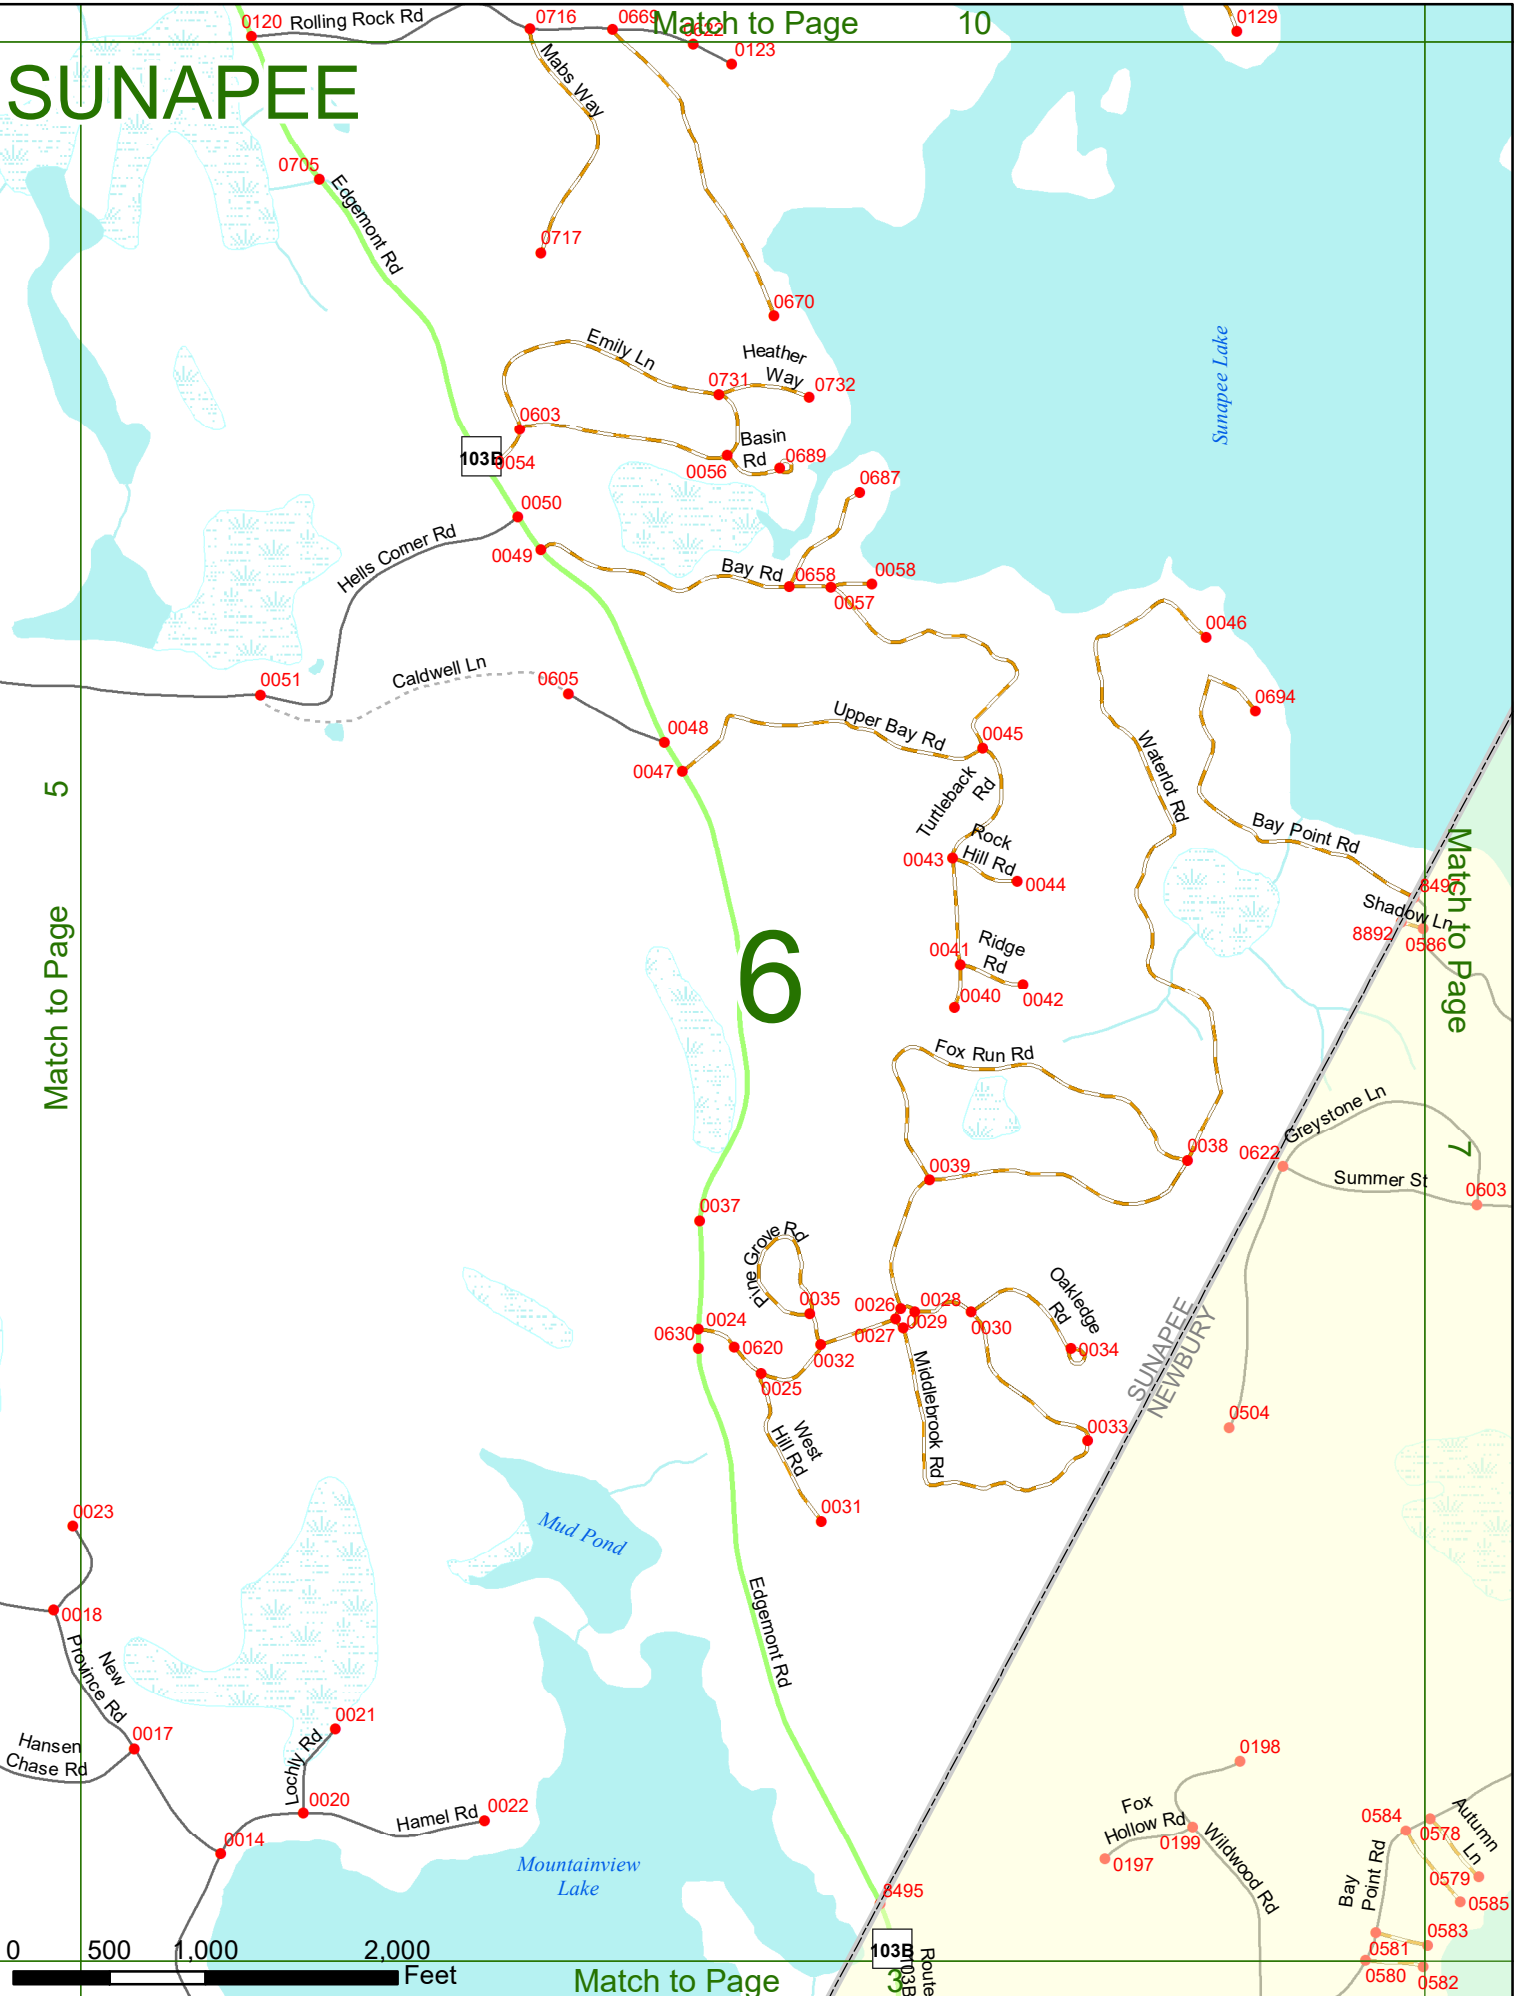 0120
Rolling Rock Rd
0716
0669
Match to Page
10
0622
0123
0129
SUNAPEE
Mabs Way
0705
Edgemont Rd
0717
0670
Emily Ln
Heather
Way
0731
0732
Sunapee Lake
0603
103B
0054
Basin
Rd
0056
0689
0687
0050
Hells Corner Rd
0049
Bay Rd
0658
0058
0057
0046
0051
Caldwell Ln
0605
0694
0048
Upper Bay Rd
0045
0047
Waterlot Rd
5
Turtleback
Rd
Rock
Hill Rd
0043
0044
Bay Point Rd
Match to Page
8497
Shadow Ln
8892
0586
Match to Page
6
0041
Ridge
Rd
0040
0042
Fox Run Rd
Greystone Ln
7
0038
0622
0039
Summer St
0603
0037
Pine Grove Rd
0035
0026
0028
Oakledge
Rd
0024
0630
0620
0027
0029
0030
0032
0034
0025
SUNAPEE
NEWBURY
Middlebrook Rd
West
Hill Rd
0504
0033
0031
0023
Mud Pond
0018
New
Province Rd
Edgemont Rd
0021
0017
Hansen
Chase Rd
Lochly Rd
0198
0020
Hamel Rd
0022
Fox
Hollow Rd
0199
Wildwood Rd
0197
0584
0578
Autumn
Ln
0014
Mountainview
Lake
Bay
Point Rd
0579
0585
8495
103B
Route
103B
0583
0581
0580
0582
0
500
1,000
2,000
Feet
Match to Page
3